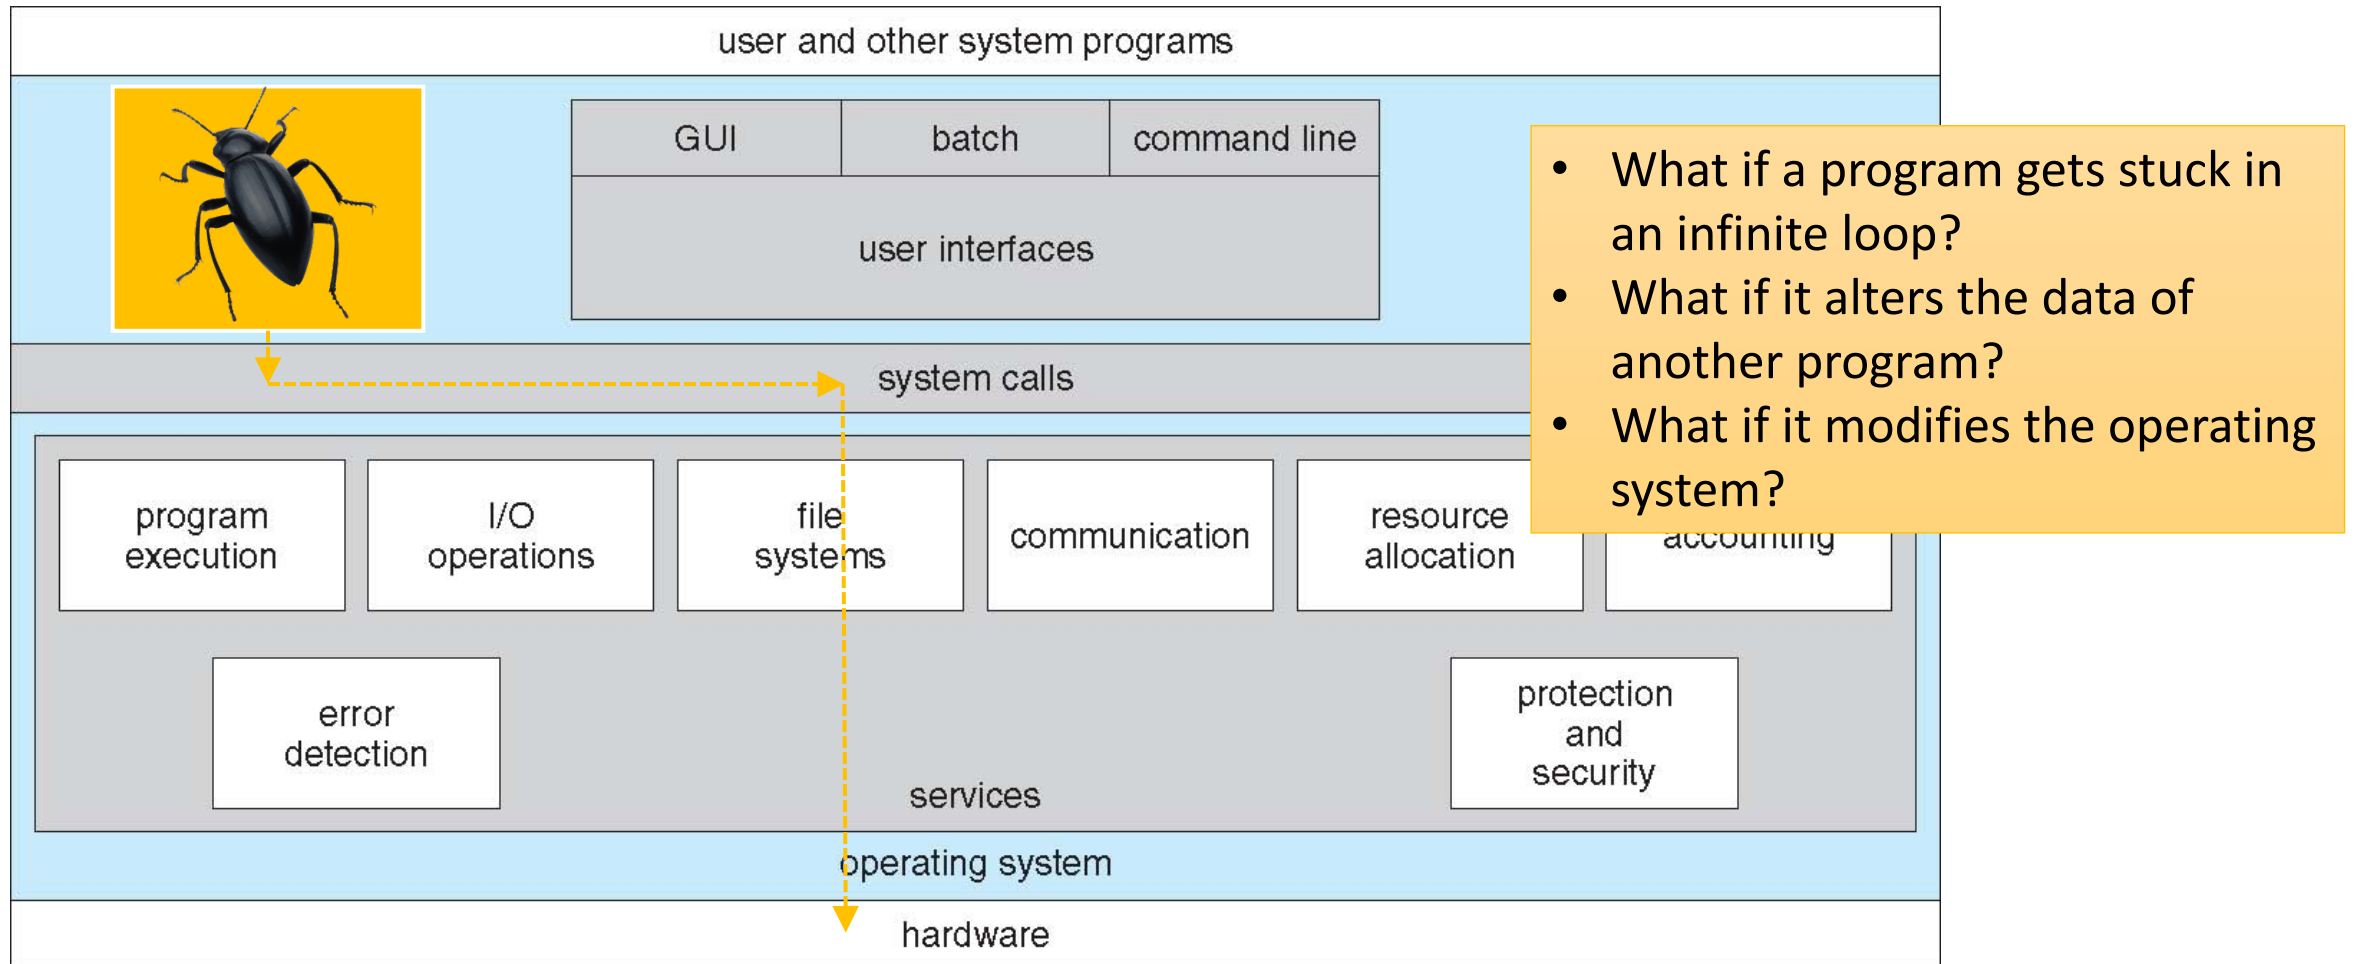 user and other system programs
GUI
batch
command line
user interfaces
• What if a program gets stuck in
an infinite loop?
• What if it alters the data of
another program?
• What if it modifies the operating
system?
system calls
program
execution
I/O
operations
file
systems
communication
resource
allocation
accounting
error
detection
protection
and
security
services
operating system
hardware